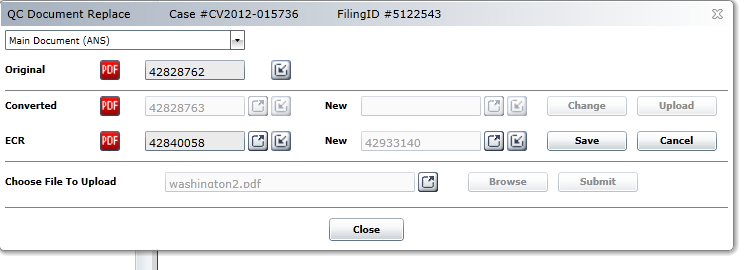 QC Document Replace Case #CV2012-015736 FilingID #5122543
Main Document (ANS)
Original PDF 42828762
Converted PDF 42828763 New Change Upload
ECR PDF 42840058 New 42933140 Save Cancel
Choose File To Upload washington2.pdf Browse Submit
Close